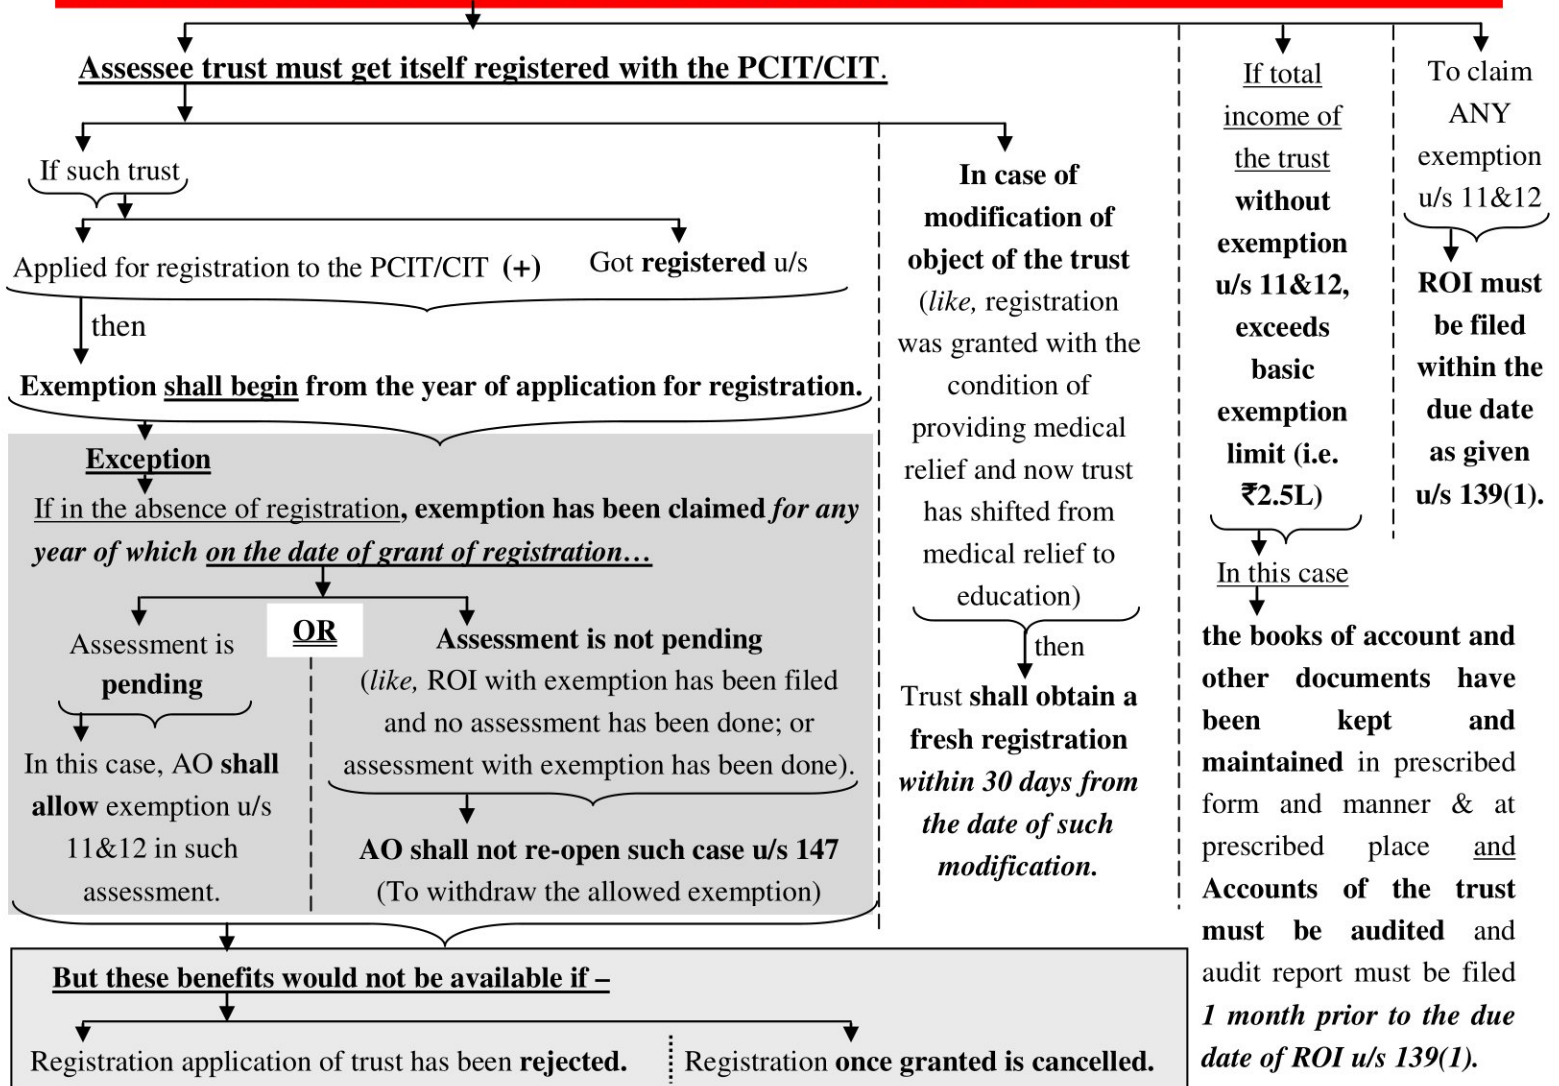 Assessee trust must get itself registered with the PCIT/CIT.
If such trust
Applied for registration to the PCIT/CIT (+)
Got registered u/s
then
Exemption shall begin from the year of application for registration.
Exception
If in the absence of registration, exemption has been claimed for any
year of which on the date of grant of registration…
Assessment is
pending
In this case, AO shall
allow exemption u/s
11&12 in such
assessment.
OR
Assessment is not pending
(like, ROI with exemption has been filed
and no assessment has been done; or
assessment with exemption has been done).
AO shall not re-open such case u/s 147
(To withdraw the allowed exemption)
But these benefits would not be available if –
Registration application of trust has been rejected.
Registration once granted is cancelled.
In case of
modification of
object of the trust
(like, registration
was granted with the
condition of
providing medical
relief and now trust
has shifted from
medical relief to
education)
then
Trust shall obtain a
fresh registration
within 30 days from
the date of such
modification.
If total
income of
the trust
without
exemption
u/s 11&12,
exceeds
basic
exemption
limit (i.e.
₹2.5L)
In this case
the books of account and
other documents have
been kept and
maintained in prescribed
form and manner & at
prescribed place and
Accounts of the trust
must be audited and
audit report must be filed
1 month prior to the due
date of ROI u/s 139(1).
To claim
ANY
exemption
u/s 11&12
ROI must
be filed
within the
due date
as given
u/s 139(1).